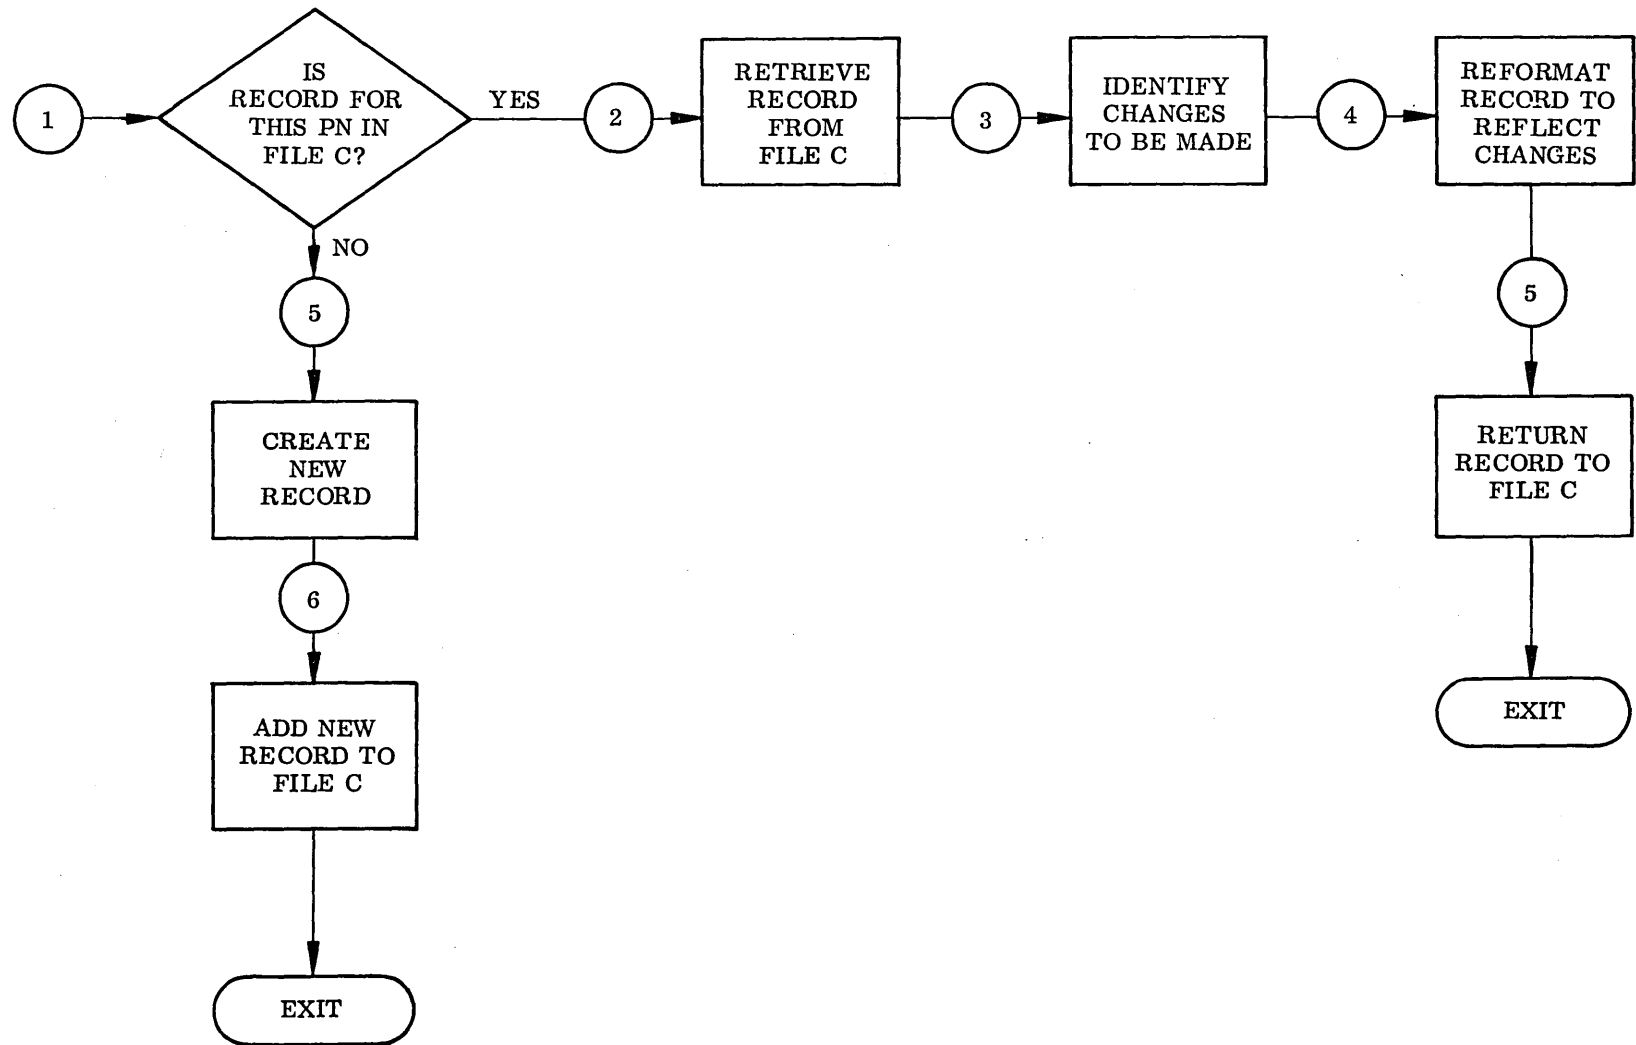 1
IS
RECORD FOR
THIS PN IN
FILE C?
YES
2
RETRIEVE
RECORD
FROM
FILE C
3
IDENTIFY
CHANGES
TO BE MADE
4
REFORMAT
RECORD TO
REFLECT
CHANGES
5
RETURN
RECORD TO
FILE C
EXIT
NO
5
CREATE
NEW
RECORD
6
ADD NEW
RECORD TO
FILE C
EXIT